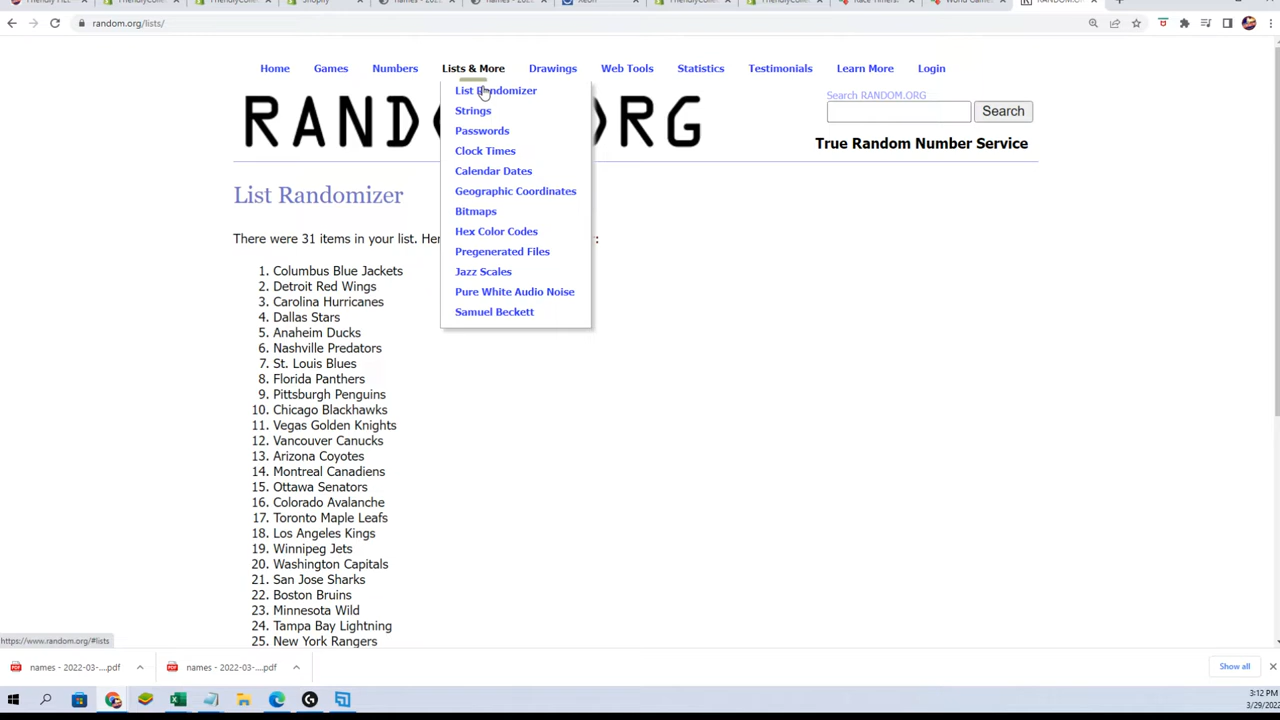 random.org/lists/
Home Games Numbers Lists & More Drawings Web Tools Statistics Testimonials Learn More Login
List Randomizer
Strings
Passwords
Clock Times
Calendar Dates
Geographic Coordinates
Bitmaps
Hex Color Codes
Pregenerated Files
Jazz Scales
Pure White Audio Noise
Samuel Beckett
Search RANDOM.ORG
Search
True Random Number Service
List Randomizer
There were 31 items in your list.
1. Columbus Blue Jackets
2. Detroit Red Wings
3. Carolina Hurricanes
4. Dallas Stars
5. Anaheim Ducks
6. Nashville Predators
7. St. Louis Blues
8. Florida Panthers
9. Pittsburgh Penguins
10. Chicago Blackhawks
11. Vegas Golden Knights
12. Vancouver Canucks
13. Arizona Coyotes
14. Montreal Canadiens
15. Ottawa Senators
16. Colorado Avalanche
17. Toronto Maple Leafs
18. Los Angeles Kings
19. Winnipeg Jets
20. Washington Capitals
21. San Jose Sharks
22. Boston Bruins
23. Minnesota Wild
24. Tampa Bay Lightning
25. New York Rangers
https://www.random.org/#lists
names - 2022-03-....pdf names - 2022-03-....pdf Show all
3:12 PM
3/29/2022